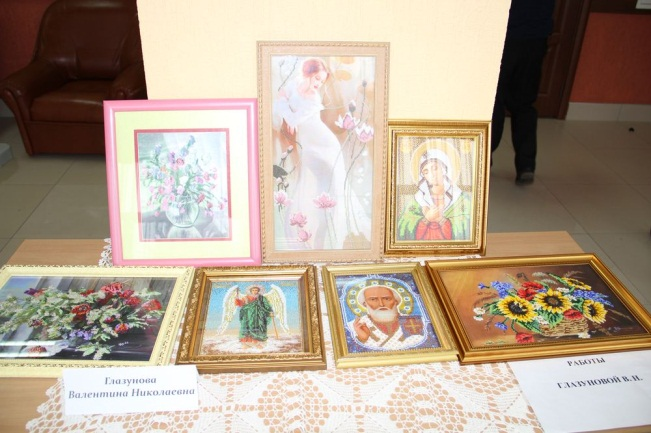 Глазунова
Валентина Николаевна
РАБОТЫ
ГЛАЗУНОВОЙ В.Н.